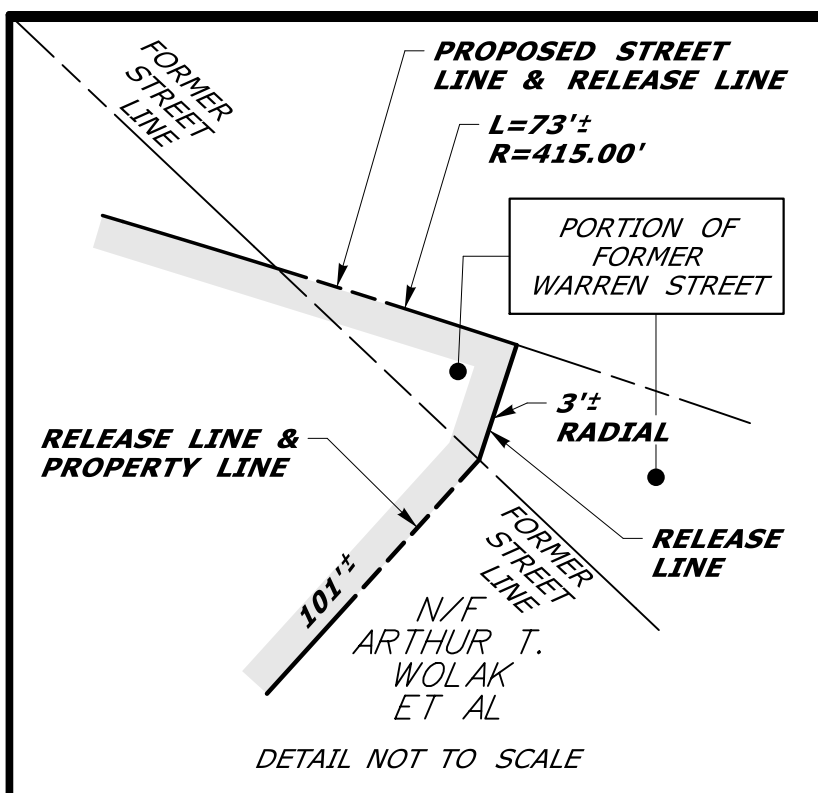 FORMER
STREET
LINE
PROPOSED STREET
LINE & RELEASE LINE
L=73'±
R=415.00'
PORTION OF
FORMER
WARREN STREET
3'±
RADIAL
RELEASE LINE &
PROPERTY LINE
RELEASE
LINE
FORMER
STREET
LINE
101'±
N/F
ARTHUR T.
WOLAK
ET AL
DETAIL NOT TO SCALE